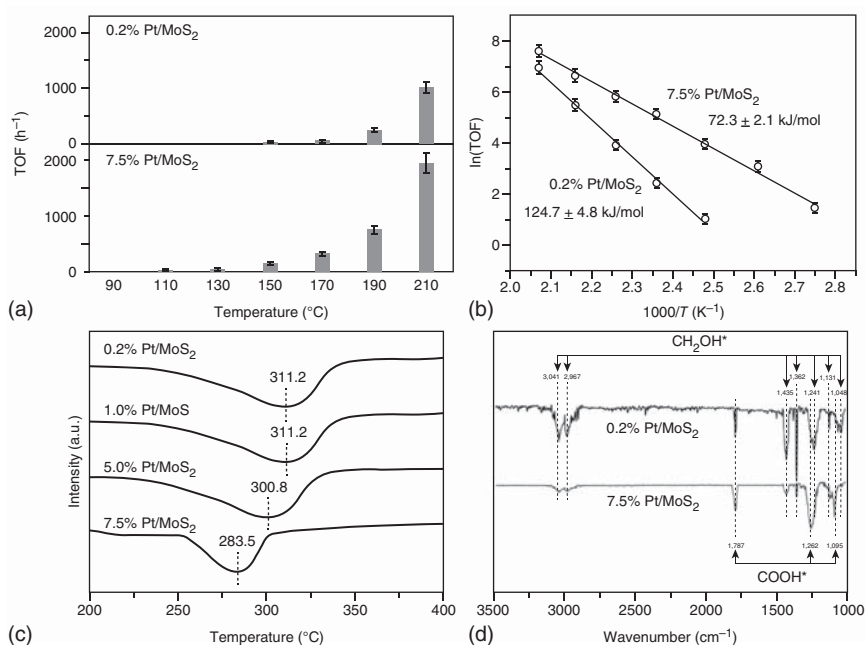 0.2% Pt/MoS2
2000
1000
0
7.5% Pt/MoS2
2000
1000
0
TOF (h−1)
90 110 130 150 170 190 210
Temperature (°C)
(a)
8
6
4
2
0
ln(TOF)
7.5% Pt/MoS2
72.3 ± 2.1 kJ/mol
0.2% Pt/MoS2
124.7 ± 4.8 kJ/mol
2.0 2.1 2.2 2.3 2.4 2.5 2.6 2.7 2.8
1000/T (K−1)
(b)
0.2% Pt/MoS2
311.2
1.0% Pt/MoS
311.2
5.0% Pt/MoS2
300.8
7.5% Pt/MoS2
283.5
Intensity (a.u.)
200 250 300 350 400
Temperature (°C)
(c)
CH2OH*
3,041 2,967 1,435 1,362 1,241 1,131 1,048
0.2% Pt/MoS2
7.5% Pt/MoS2
1,787 1,262 1,095
COOH*
3500 3000 2500 2000 1500 1000
Wavenumber (cm−1)
(d)